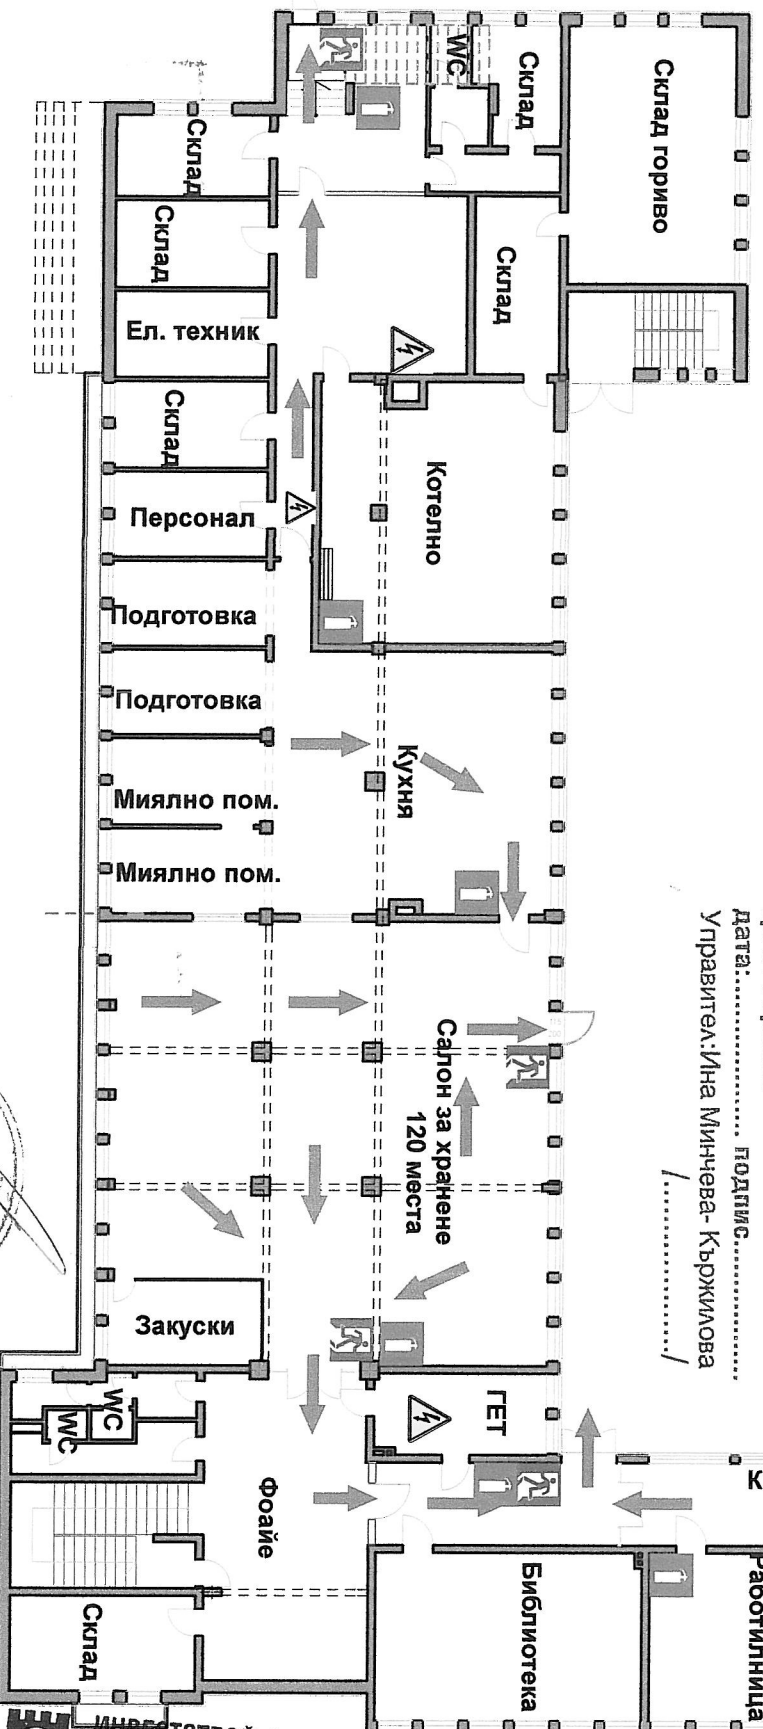 WC
Склад
Склад гориво
Склад
Склад
Склад
Ел. техник
Склад
Котелно
Персонал
Подготовка
Подготовка
Кухня
Миялно пом.
Миялно пом.
дата:................. подпис....................
Управител:Ина Минчева- Кържилова
/...................../
Салон за хранене
120 места
Закуски
ГЕТ
WC
WC
Фоайе
Библиотека
Работилница
К
Склад